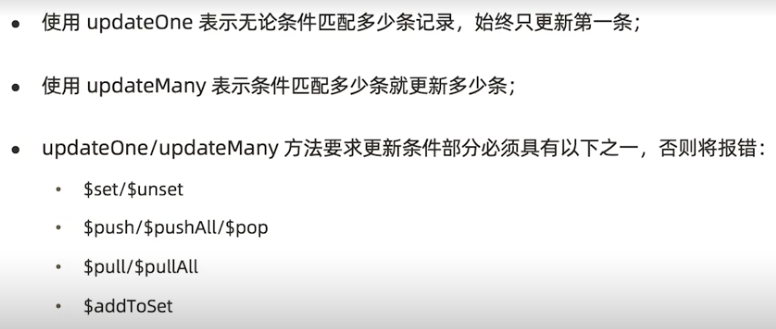 • 使用 updateOne 表示无论条件匹配多少条记录，始终只更新第一条；
• 使用 updateMany 表示条件匹配多少条就更新多少条；
• updateOne/updateMany 方法要求更新条件部分必须具有以下之一，否则将报错：
• $set/$unset
• $push/$pushAll/$pop
• $pull/$pullAll
• $addToSet